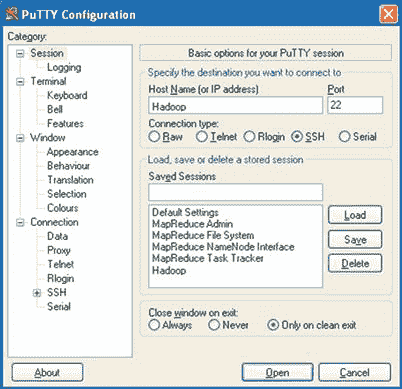 PuTTY Configuration
Category:
Session
Logging
Terminal
Keyboard
Bell
Features
Window
Appearance
Behaviour
Translation
Selection
Colours
Connection
Data
Proxy
Telnet
Rlogin
SSH
Serial
Basic options for your PuTTY session
Specify the destination you want to connect to
Host Name (or IP address) Port
Hadoop 22
Connection type:
Raw Telnet Rlogin SSH Serial
Load, save or delete a stored session
Saved Sessions
Default Settings
MapReduce Admin
MapReduce File System
MapReduce NameNode Interface
MapReduce Task Tracker
Hadoop
Load
Save
Delete
Close window on exit:
Always Never Only on clean exit
About Open Cancel